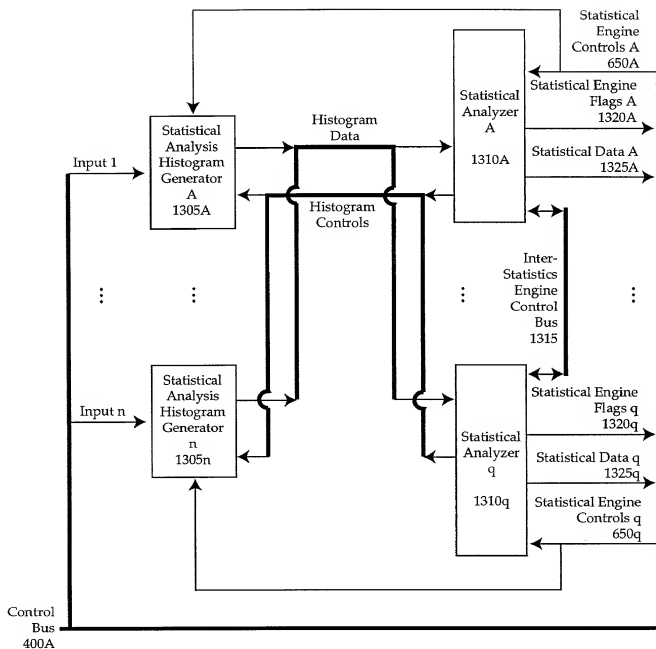 Statistical
Engine
Controls A
650A
Statistical Engine
Flags A
1320A
Statistical Data A
1325A
Statistical
Analyzer
A
1310A
Histogram
Data
Statistical
Analysis
Histogram
Generator
A
1305A
Input 1
Histogram
Controls
Inter-
Statistics
Engine
Control
Bus
1315
Statistical
Analysis
Histogram
Generator
n
1305n
Input n
Statistical
Analyzer
q
1310q
Statistical Engine
Flags q
1320q
Statistical Data q
1325q
Statistical Engine
Controls q
650q
Control
Bus
400A